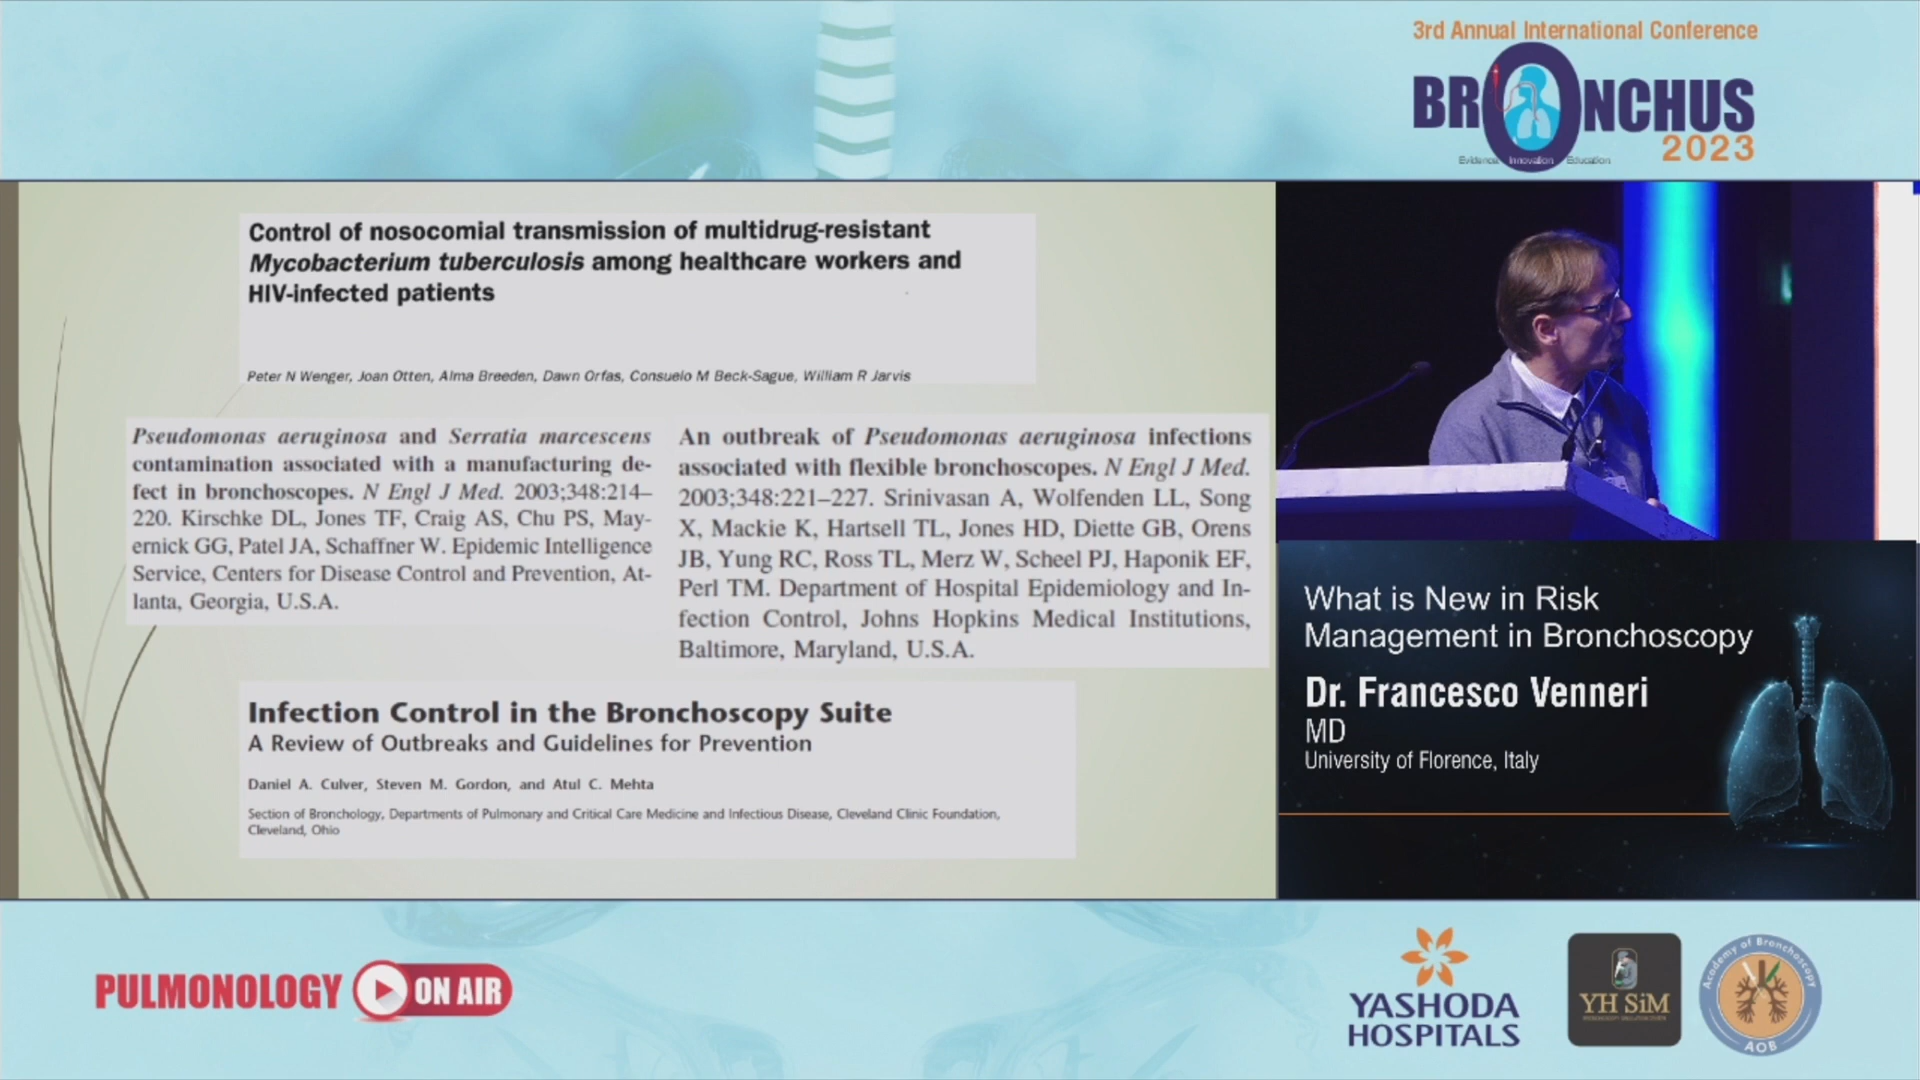 3rd Annual International Conference
BRONCHUS
2023
Evidence Innovation Education
Control of nosocomial transmission of multidrug-resistant
Mycobacterium tuberculosis among healthcare workers and
HIV-infected patients
Peter N Wenger, Joan Otten, Alma Breeden, Dawn Orfas, Consuelo M Beck-Sague, William R Jarvis
Pseudomonas aeruginosa and Serratia marcescens
contamination associated with a manufacturing de-
fect in bronchoscopes. N Engl J Med. 2003;348:214–
220. Kirschke DL, Jones TF, Craig AS, Chu PS, May-
ernick GG, Patel JA, Schaffner W. Epidemic Intelligence
Service, Centers for Disease Control and Prevention, At-
lanta, Georgia, U.S.A.
An outbreak of Pseudomonas aeruginosa infections
associated with flexible bronchoscopes. N Engl J Med.
2003;348:221–227. Srinivasan A, Wolfenden LL, Song
X, Mackie K, Hartsell TL, Jones HD, Diette GB, Orens
JB, Yung RC, Ross TL, Merz W, Scheel PJ, Haponik EF,
Perl TM. Department of Hospital Epidemiology and In-
fection Control, Johns Hopkins Medical Institutions,
Baltimore, Maryland, U.S.A.
Infection Control in the Bronchoscopy Suite
A Review of Outbreaks and Guidelines for Prevention
Daniel A. Culver, Steven M. Gordon, and Atul C. Mehta
Section of Bronchology, Departments of Pulmonary and Critical Care Medicine and Infectious Disease, Cleveland Clinic Foundation,
Cleveland, Ohio
What is New in Risk
Management in Bronchoscopy
Dr. Francesco Venneri
MD
University of Florence, Italy
PULMONOLOGY ON AIR
YASHODA
HOSPITALS
YH SiM
Academy of Bronchoscopy
AOB